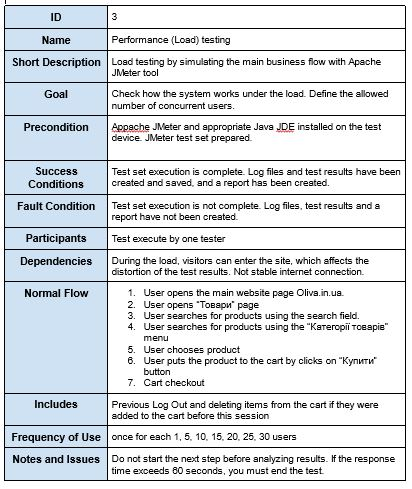 ID 3
Name Performance (Load) testing
Short Description Load testing by simulating the main business flow with Apache
JMeter tool
Goal Check how the system works under the load. Define the allowed
number of concurrent users.
Precondition Appache JMeter and appropriate Java JDE installed on the test
device. JMeter test set prepared.
Success
Conditions
Test set execution is complete. Log files and test results have been
created and saved, and a report has been created.
Fault Condition Test set execution is not complete. Log files, test results and a
report have not been created.
Participants Test execute by one tester
Dependencies During the load, visitors can enter the site, which affects the
distortion of the test results. Not stable internet connection.
Normal Flow
1. User opens the main website page Oliva.in.ua.
2. User opens “Товари” page
3. User searches for products using the search field.
4. User searches for products using the “Категорії товарів”
menu
5. User chooses product
6. User puts the product to the cart by clicks on “Купити”
button
7. Cart checkout
Includes Previous Log Out and deleting items from the cart if they were
added to the cart before this session
Frequency of Use once for each 1, 5, 10, 15, 20, 25, 30 users
Notes and Issues Do not start the next step before analyzing results. If the response
time exceeds 60 seconds, you must end the test.